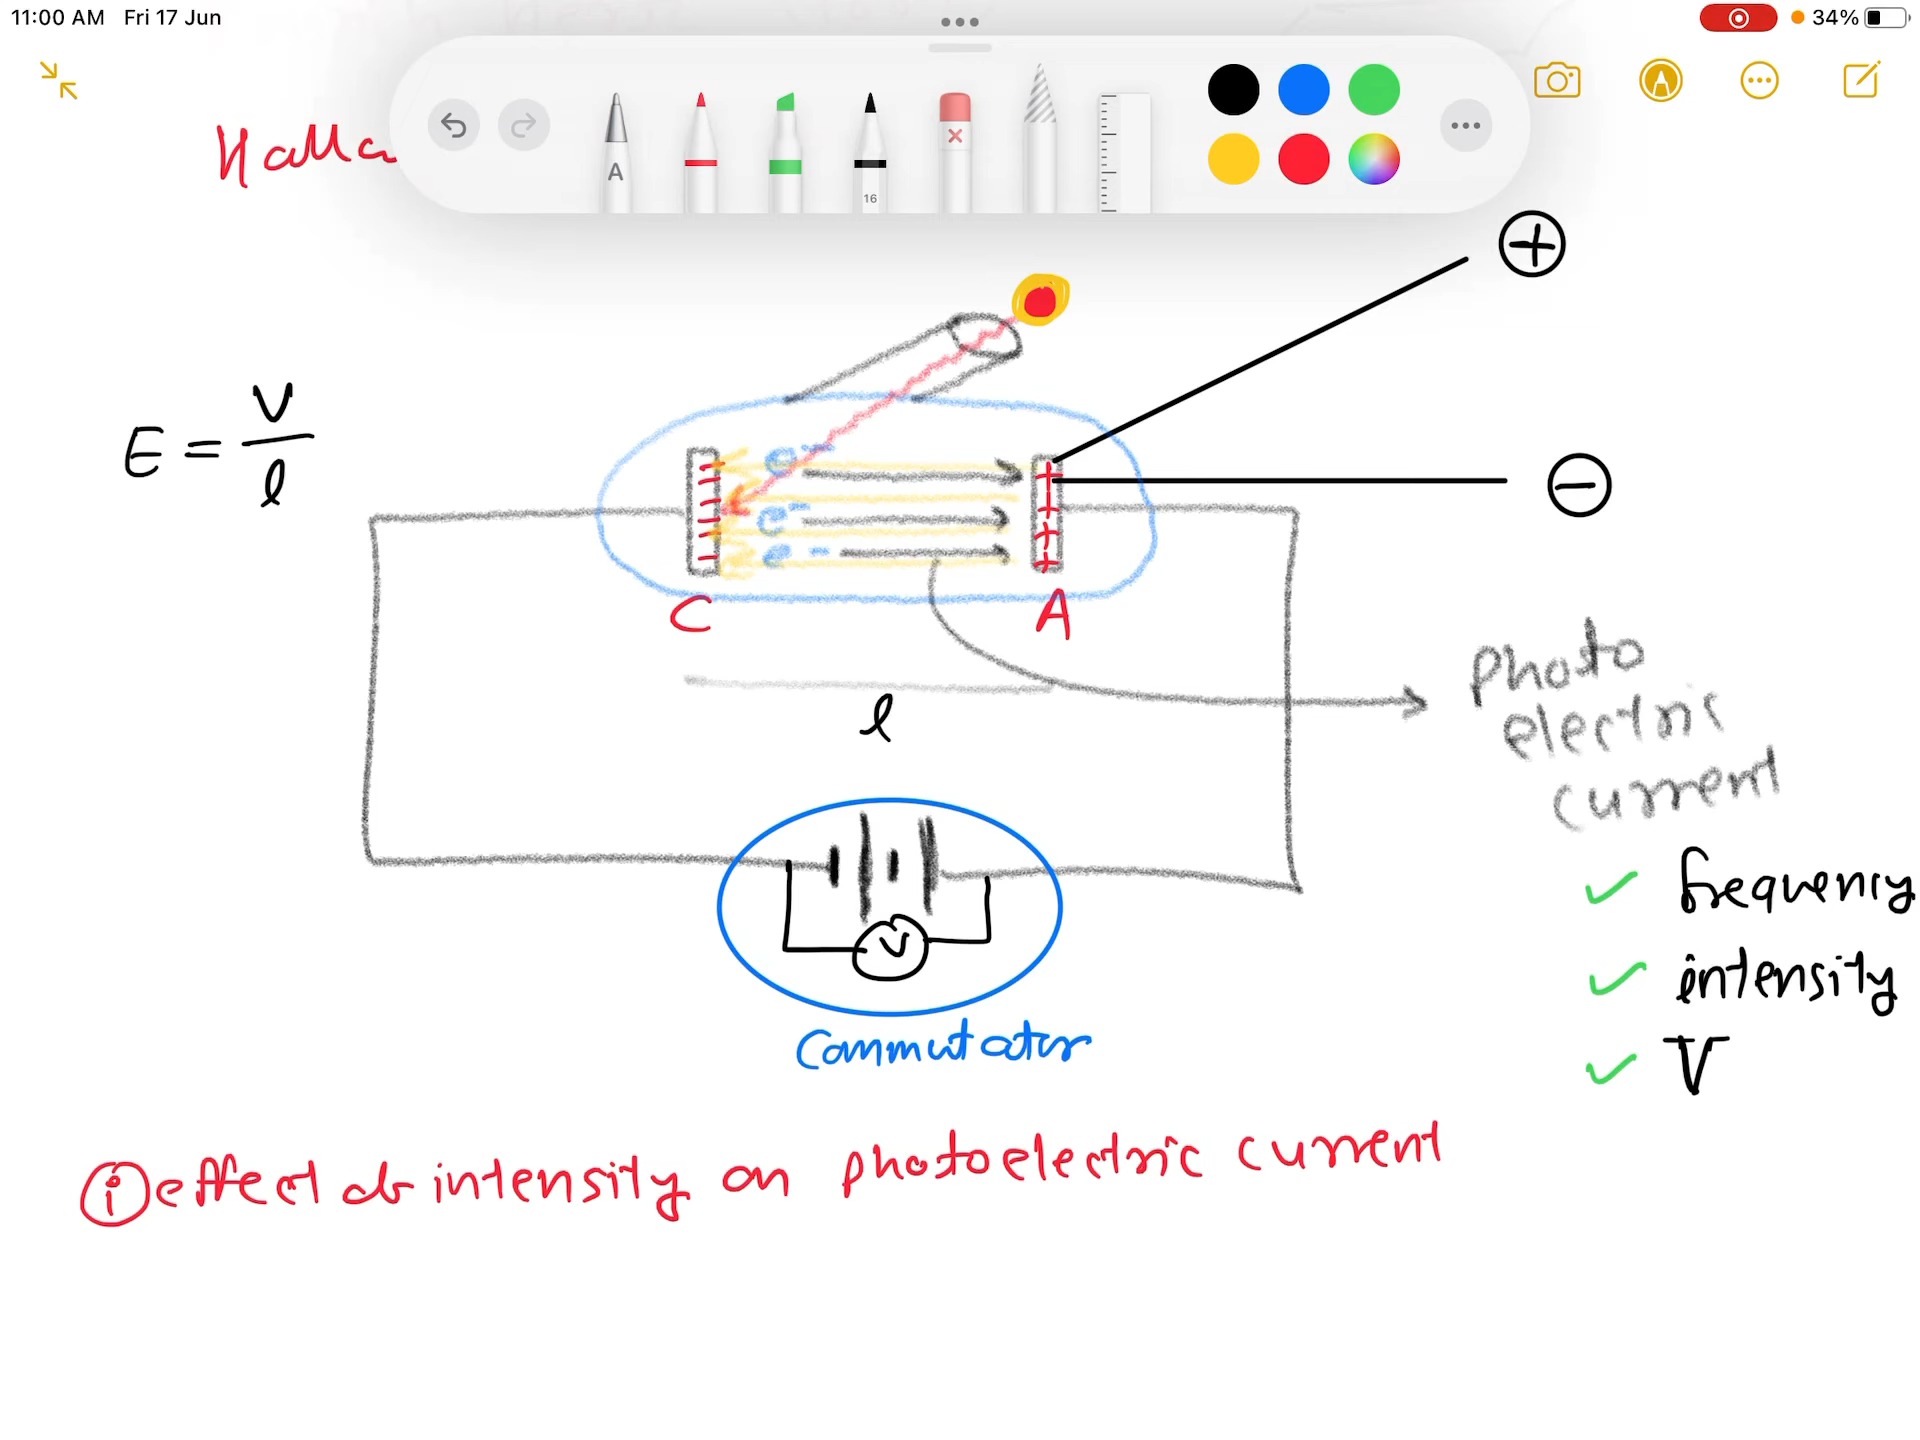 11:00 AM Fri 17 Jun
34%
A
16
+
E = V/l
e-
e-
e-
−
C
A
l
Photo
electric
current
frequency
intensity
V
V
Commutator
i effect of intensity on photoelectric current